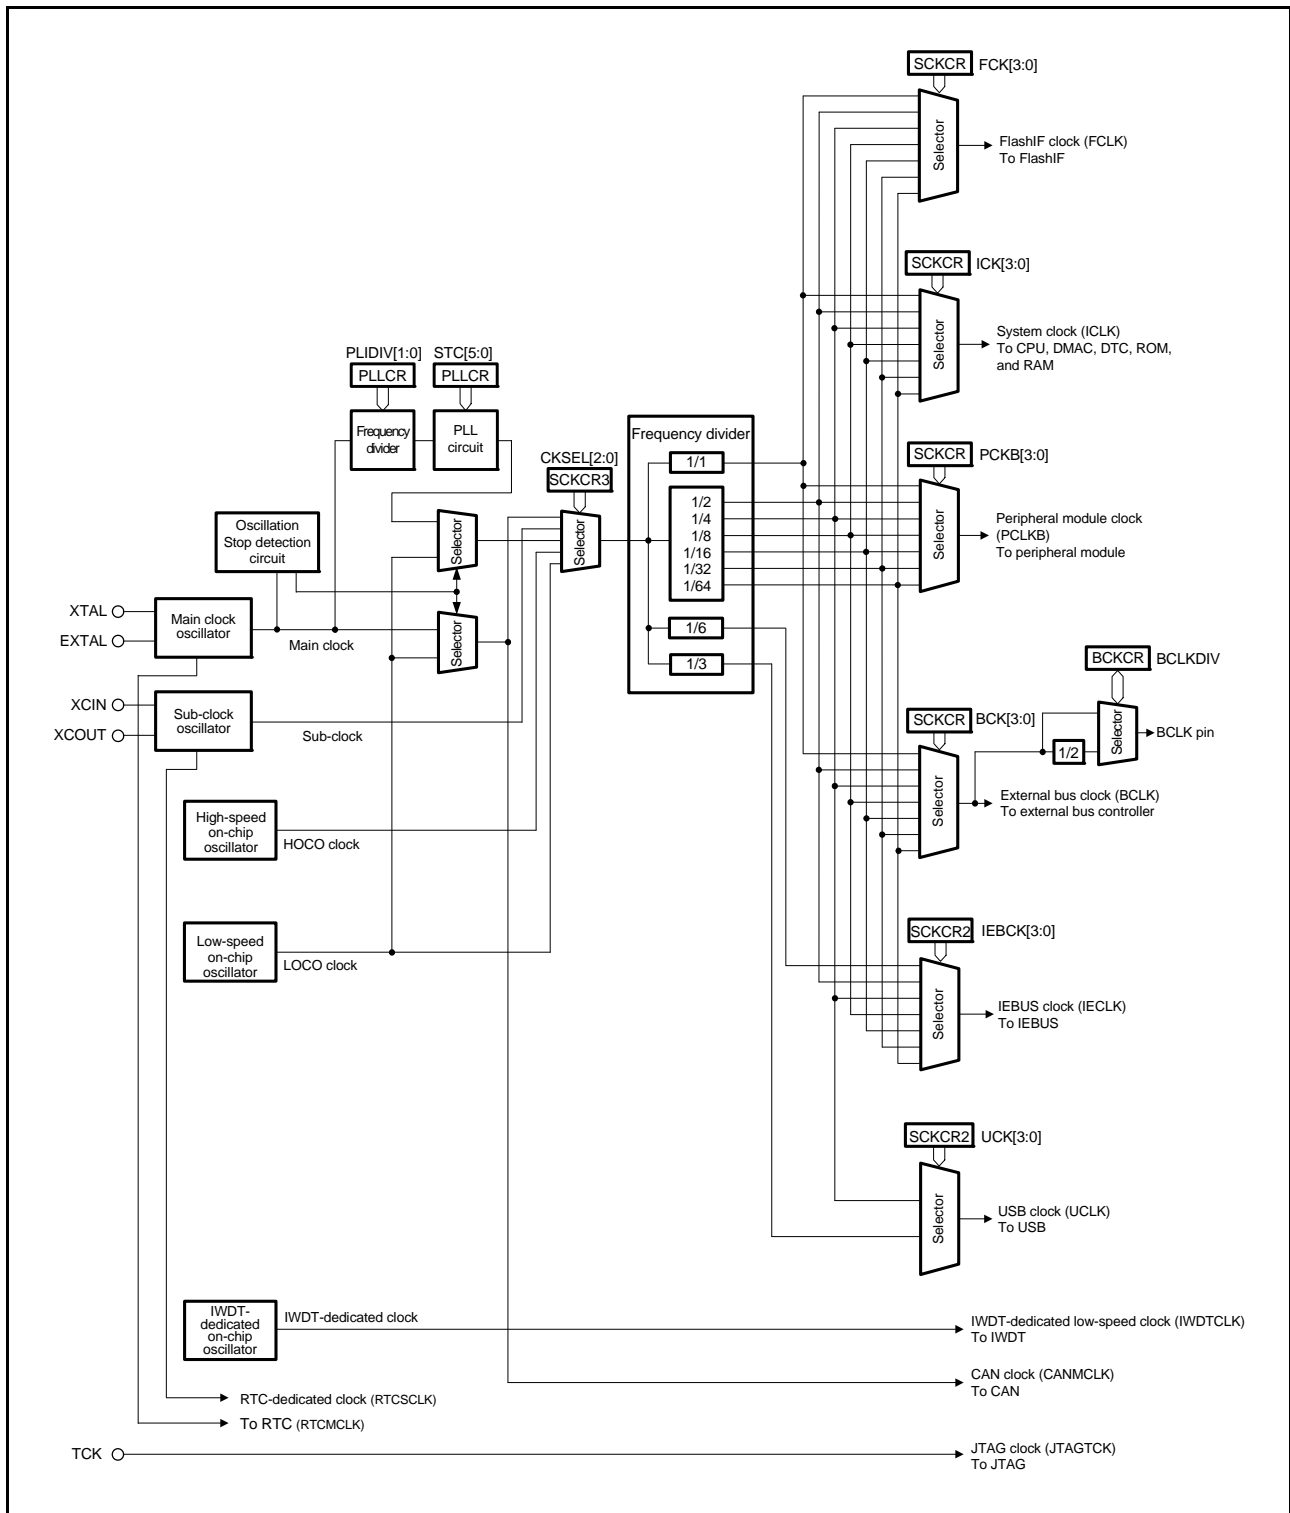 SCKCR FCK[3:0]
Selector
FlashIF clock (FCLK)
To FlashIF
SCKCR ICK[3:0]
Selector
System clock (ICLK)
To CPU, DMAC, DTC, ROM,
and RAM
PLIDIV[1:0] STC[5:0]
PLLCR PLLCR
Frequency
divider
PLL
circuit
CKSEL[2:0]
SCKCR3
Selector
Frequency divider
1/1
1/2
1/4
1/8
1/16
1/32
1/64
1/6
1/3
SCKCR PCKB[3:0]
Selector
Peripheral module clock
(PCLKB)
To peripheral module
Oscillation
Stop detection
circuit
Selector
Selector
XTAL
EXTAL
Main clock
oscillator
Main clock
XCIN
XCOUT
Sub-clock
oscillator
Sub-clock
BCKCR BCLKDIV
Selector
1/2
BCLK pin
SCKCR BCK[3:0]
Selector
External bus clock (BCLK)
To external bus controller
High-speed
on-chip
oscillator
HOCO clock
Low-speed
on-chip
oscillator
LOCO clock
SCKCR2 IEBCK[3:0]
Selector
IEBUS clock (IECLK)
To IEBUS
SCKCR2 UCK[3:0]
Selector
USB clock (UCLK)
To USB
IWDT-
dedicated
on-chip
oscillator
IWDT-dedicated clock
IWDT-dedicated low-speed clock (IWDTCLK)
To IWDT
CAN clock (CANMCLK)
To CAN
RTC-dedicated clock (RTCSCLK)
To RTC (RTCMCLK)
TCK
JTAG clock (JTAGTCK)
To JTAG